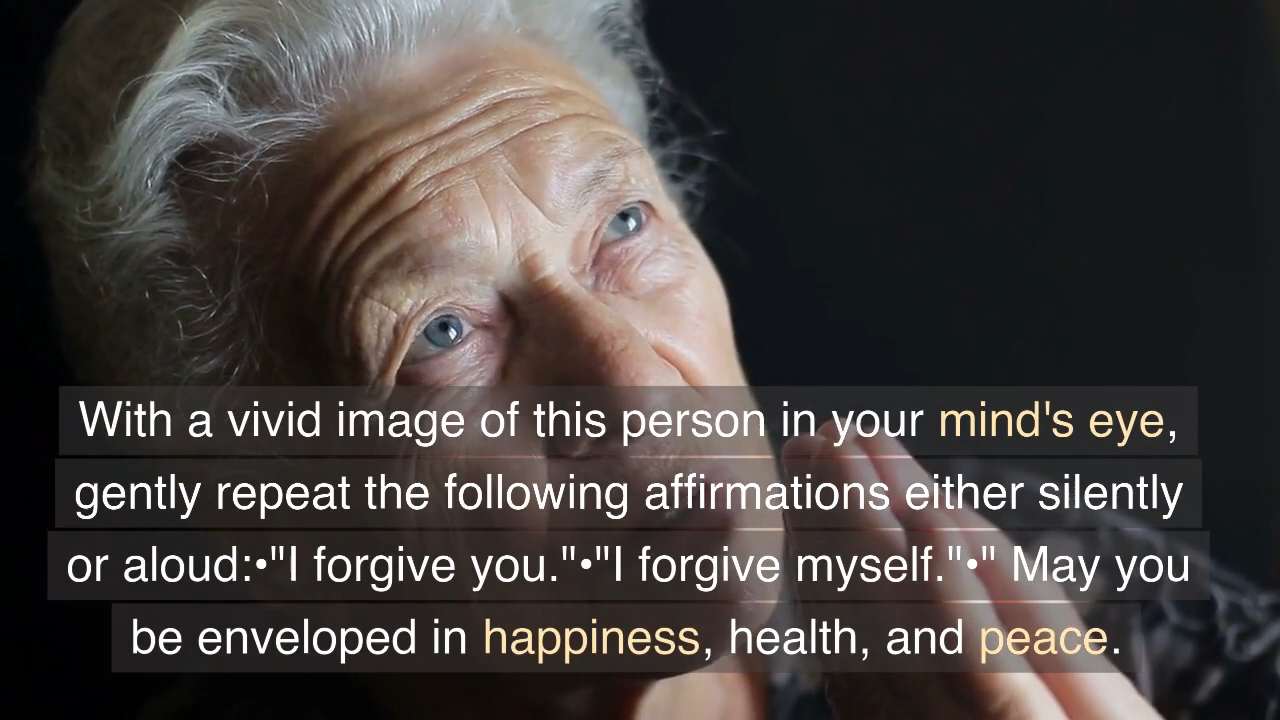 With a vivid image of this person in your mind's eye,
gently repeat the following affirmations either silently
or aloud:•"I forgive you."•"I forgive myself."•" May you
be enveloped in happiness, health, and peace.